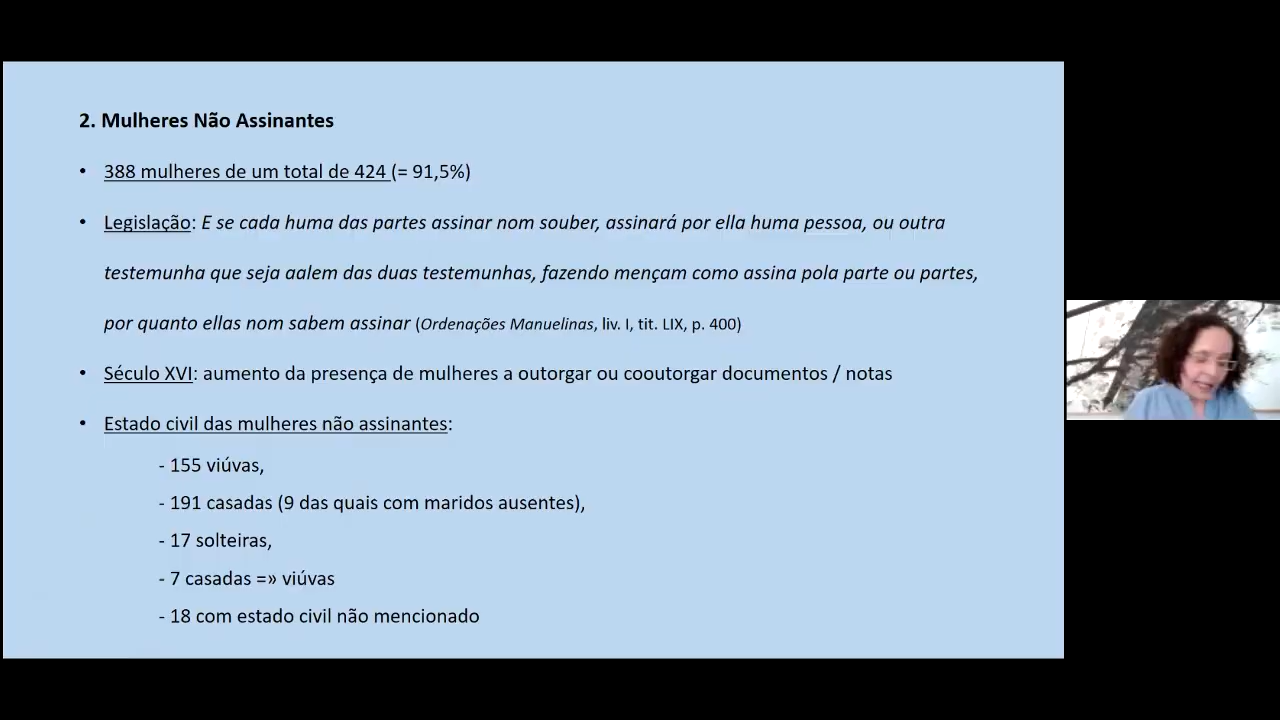 2. Mulheres Não Assinantes
• 388 mulheres de um total de 424 (= 91,5%)
• Legislação: E se cada huma das partes assinar nom souber, assinará por ella huma pessoa, ou outra
testemunha que seja aalem das duas testemunhas, fazendo mençam como assina pola parte ou partes,
por quanto ellas nom sabem assinar (Ordenações Manuelinas, liv. I, tit. LIX, p. 400)
• Século XVI: aumento da presença de mulheres a outorgar ou cooutorgar documentos / notas
• Estado civil das mulheres não assinantes:
- 155 viúvas,
- 191 casadas (9 das quais com maridos ausentes),
- 17 solteiras,
- 7 casadas =» viúvas
- 18 com estado civil não mencionado